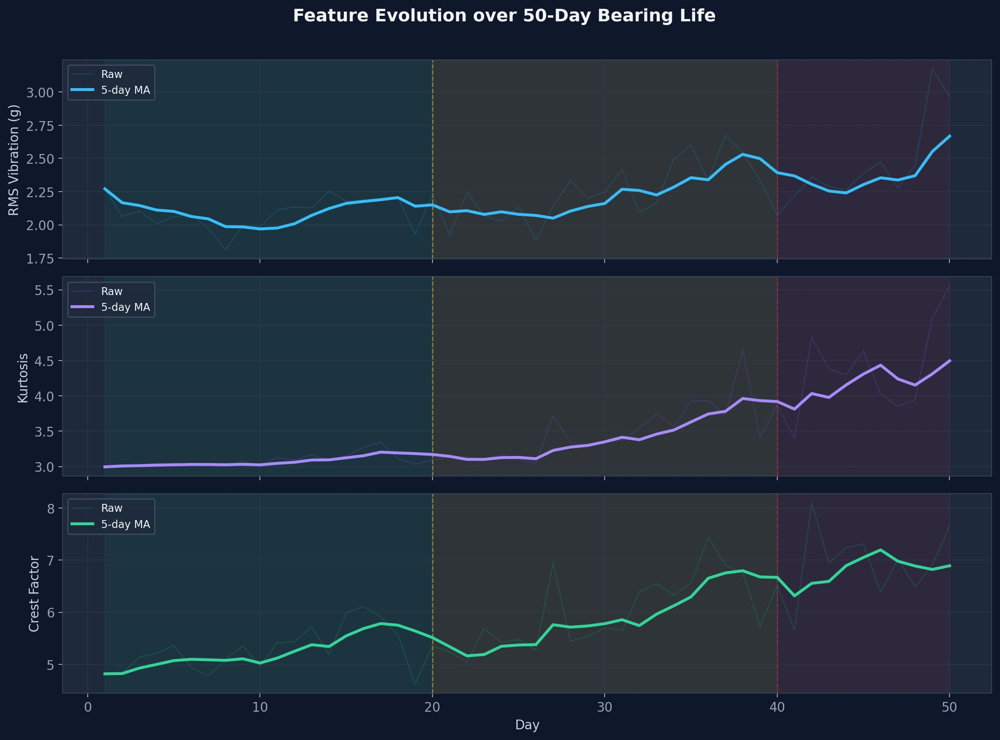 Feature Evolution over 50-Day Bearing Life
Raw
5-day MA
RMS Vibration (g)
3.00
2.75
2.50
2.25
2.00
1.75
Raw
5-day MA
Kurtosis
5.5
5.0
4.5
4.0
3.5
3.0
Raw
5-day MA
Crest Factor
8
7
6
5
0 10 20 30 40 50
Day